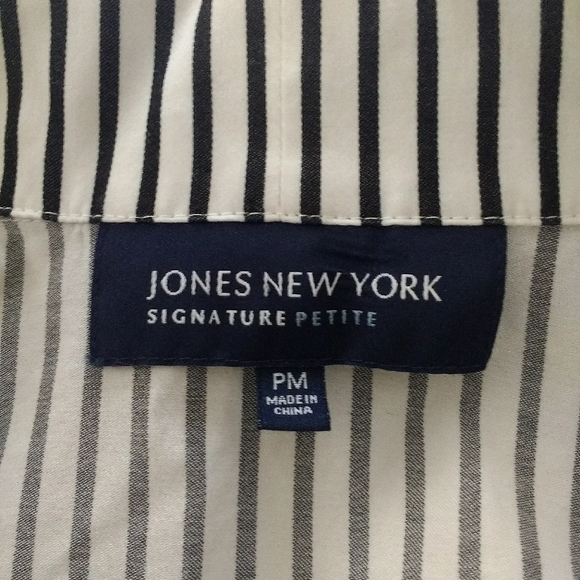 JONES NEW YORK
SIGNATURE PETITE
PM
MADE IN
CHINA